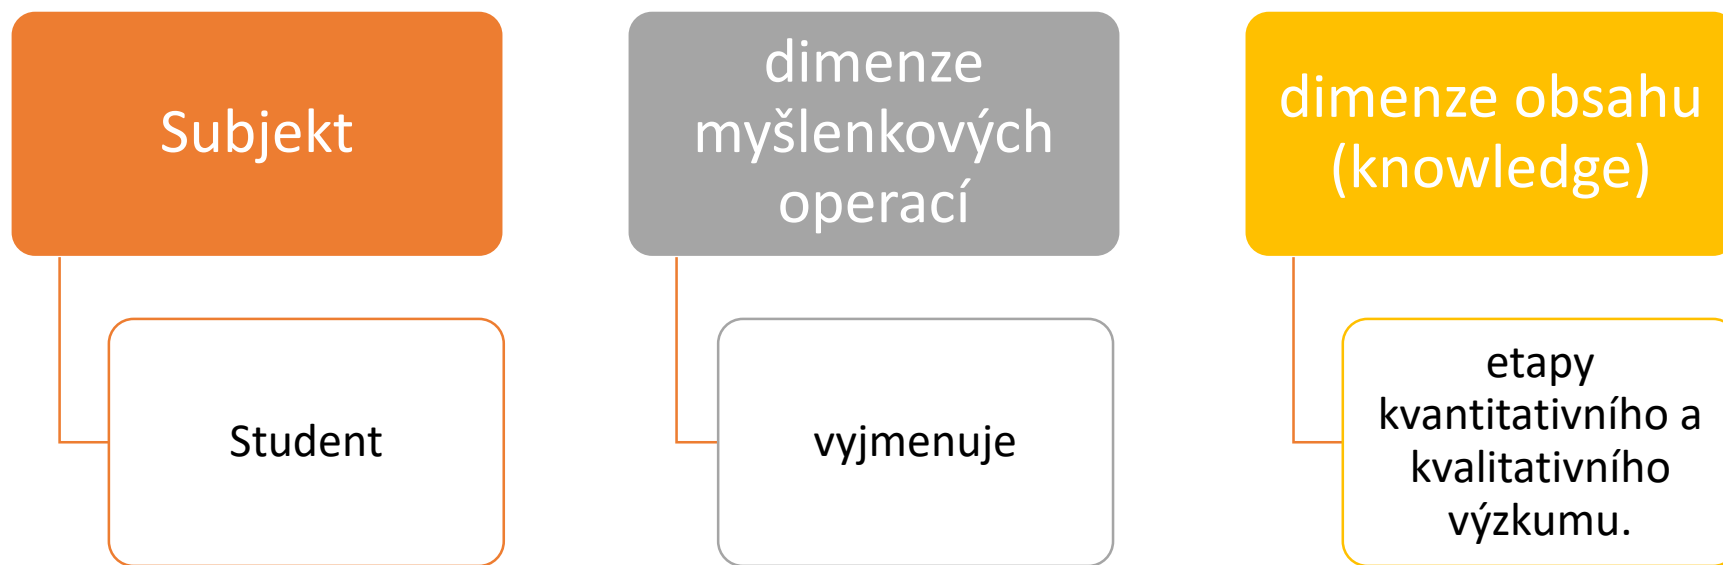 Subjekt
Student
dimenze
myšlenkových
operací
vyjmenuje
dimenze obsahu
(knowledge)
etapy
kvantitativního a
kvalitativního
výzkumu.